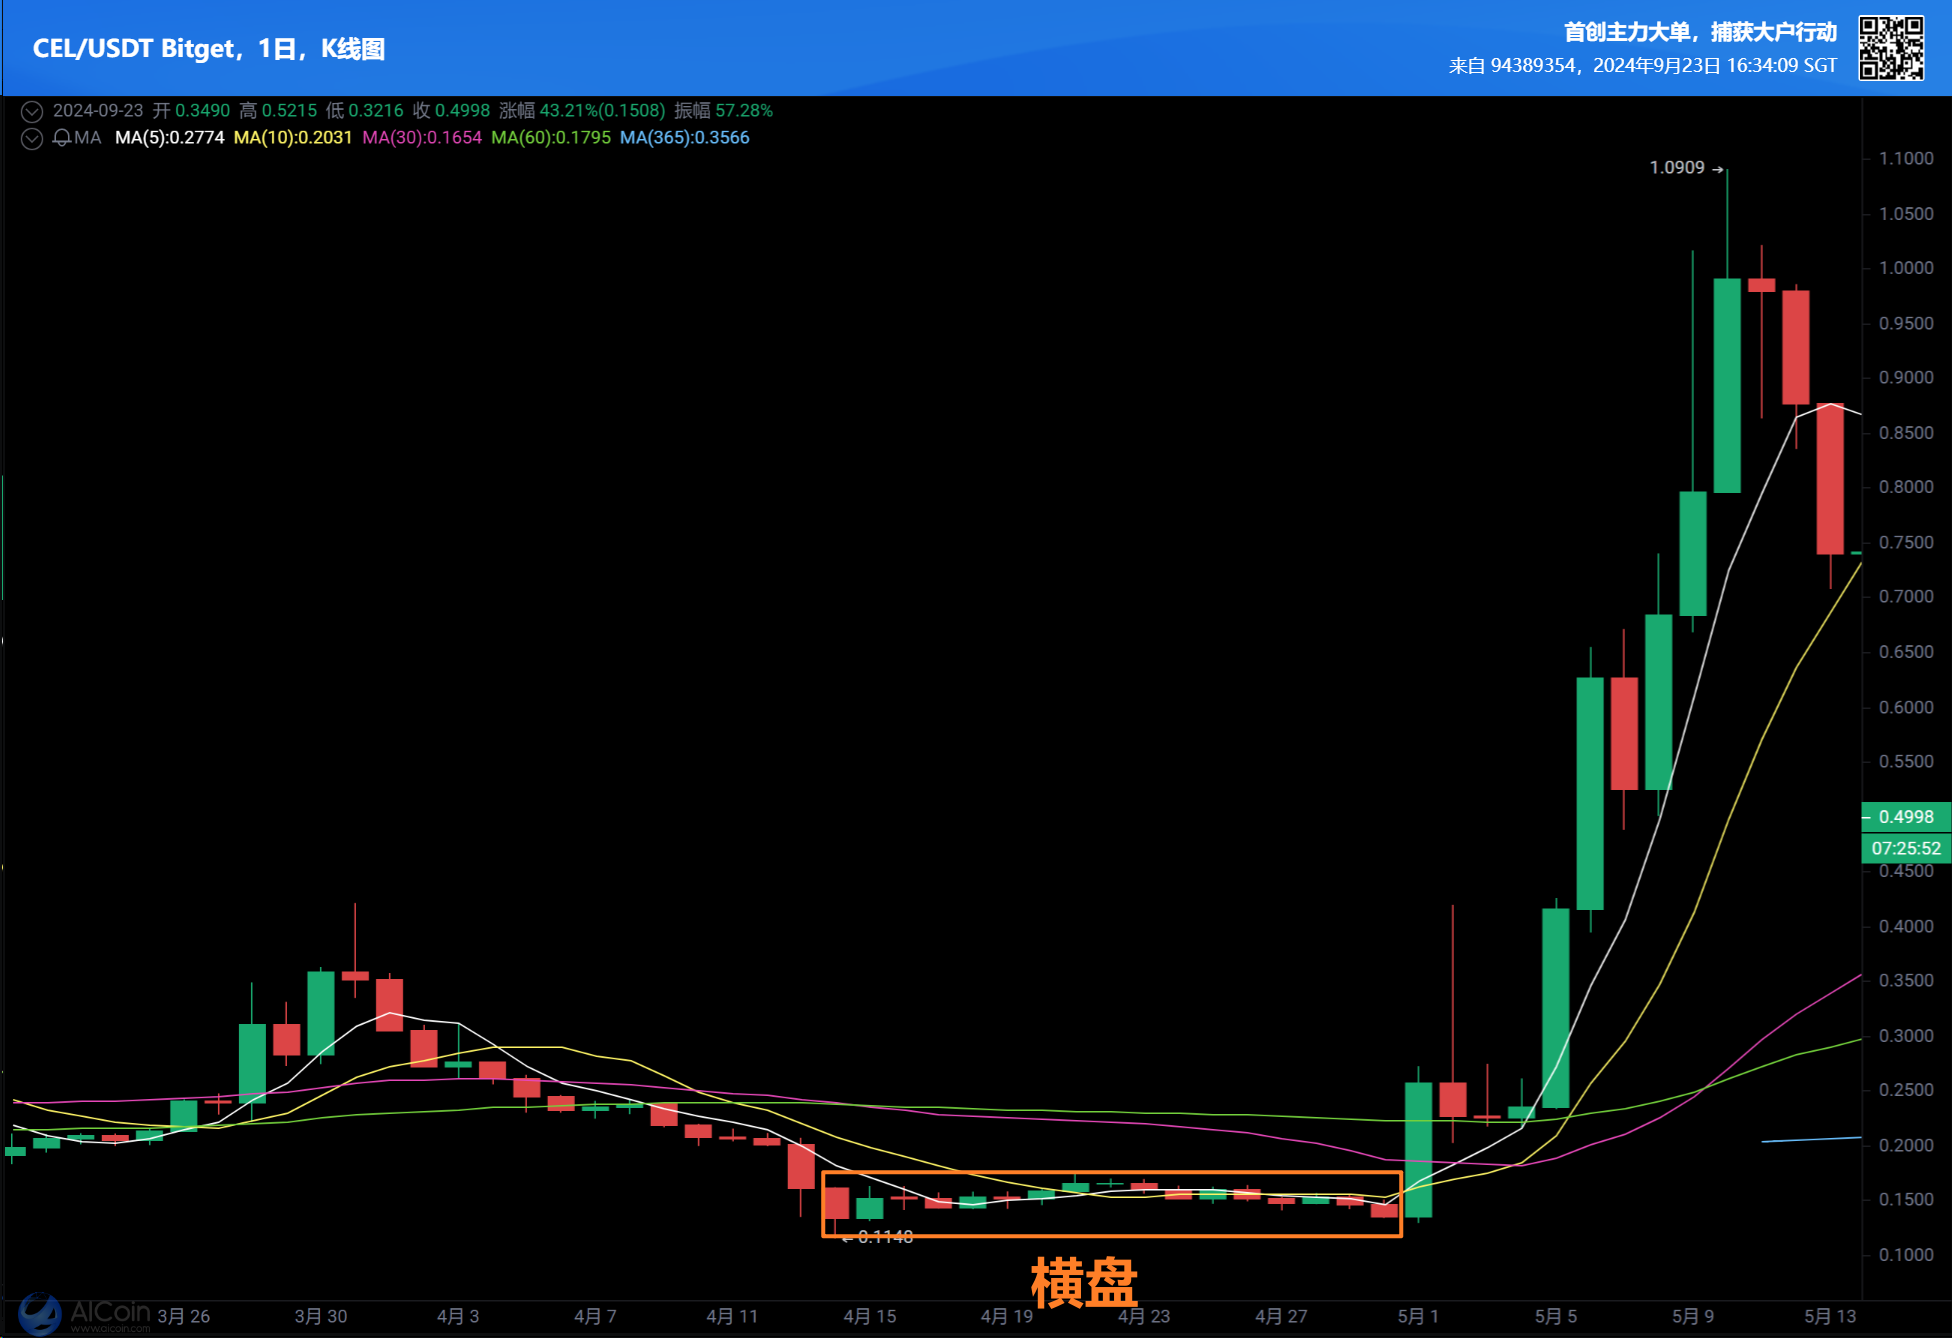 CEL/USDT Bitget，1日，K线图
首创主力大单，捕获大户行动
来自 94389354，2024年9月23日 16:34:09 SGT
2024-09-23 开 0.3490 高 0.5215 低 0.3216 收 0.4998 涨幅 43.21%(0.1508) 振幅 57.28%
MA MA(5):0.2774 MA(10):0.2031 MA(30):0.1654 MA(60):0.1795 MA(365):0.3566
1.0909
1.1000
1.0500
1.0000
0.9500
0.9000
0.8500
0.8000
0.7500
0.7000
0.6500
0.6000
0.5500
0.4998
07:25:52
0.4500
0.4000
0.3500
0.3000
0.2500
0.2000
0.1500
0.1000
0.1148
横盘
AICoin
www.aicoin.com
3月 26 3月 30 4月 3 4月 7 4月 11 4月 15 4月 19 4月 23 4月 27 5月 1 5月 5 5月 9 5月 13